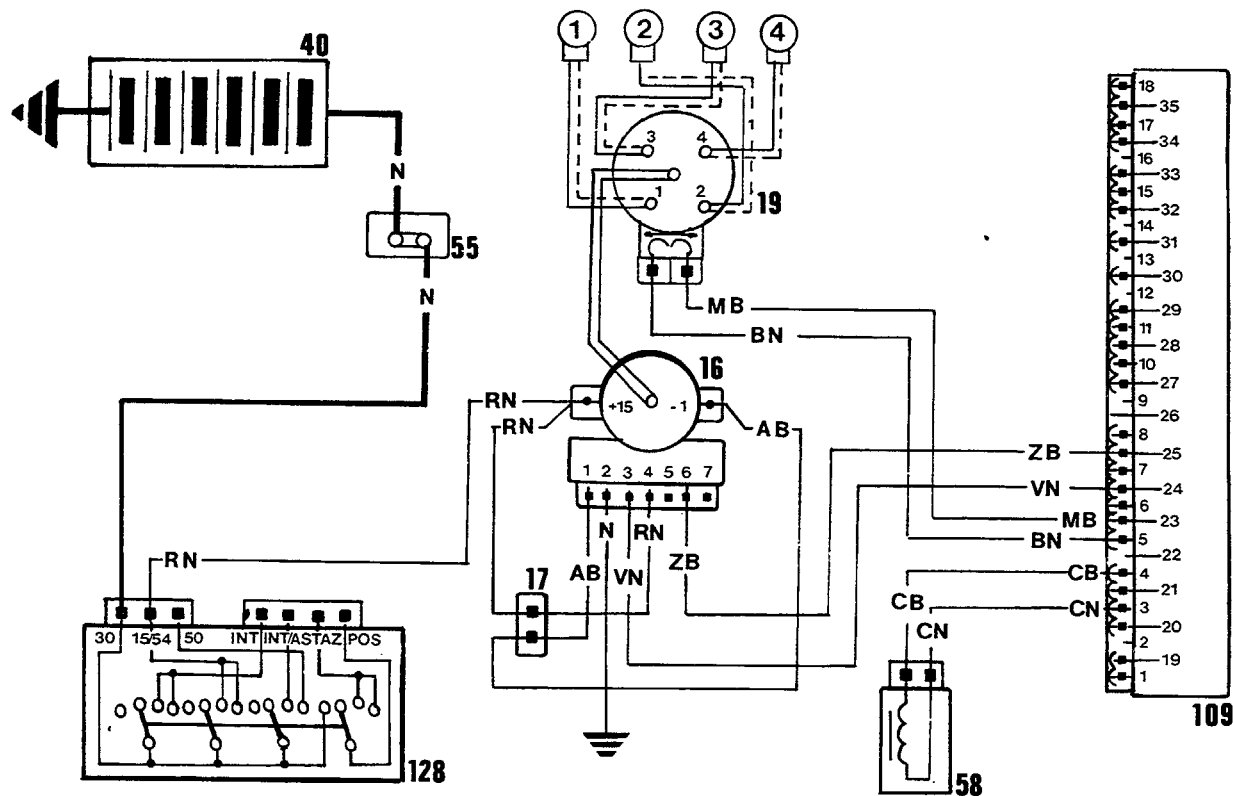 1 2 3 4
40
3 4
1 2
19
N
55
N
MB
BN
16
+15 -1
RN
RN
AB
1 2 3 4 5 6 7
AB N VN RN ZB
17
RN
30 15/54 50 INT INT/A STAZ POS
128
18
35
17
34
16
33
15
32
14
31
13
30
12
29
11
28
10
27
9
26
8
ZB 25
7
VN 24
6
MB 23
BN 5
22
CB 4
21
CN 3
20
2
19
1
109
CB
CN
58